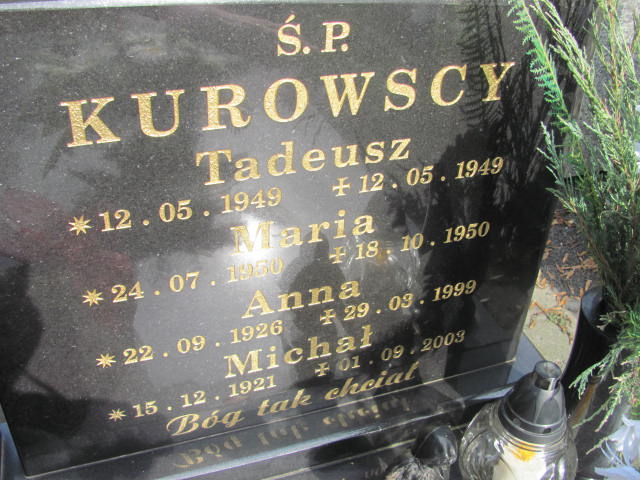 Ś.P.
KUROWSCY
Tadeusz
* 12.05.1949 + 12.05.1949
Maria
* 24.07.1950 + 18.10.1950
Anna
* 22.09.1926 + 29.03.1999
Michał
* 15.12.1921 + 01.09.2003
Bóg tak chciał